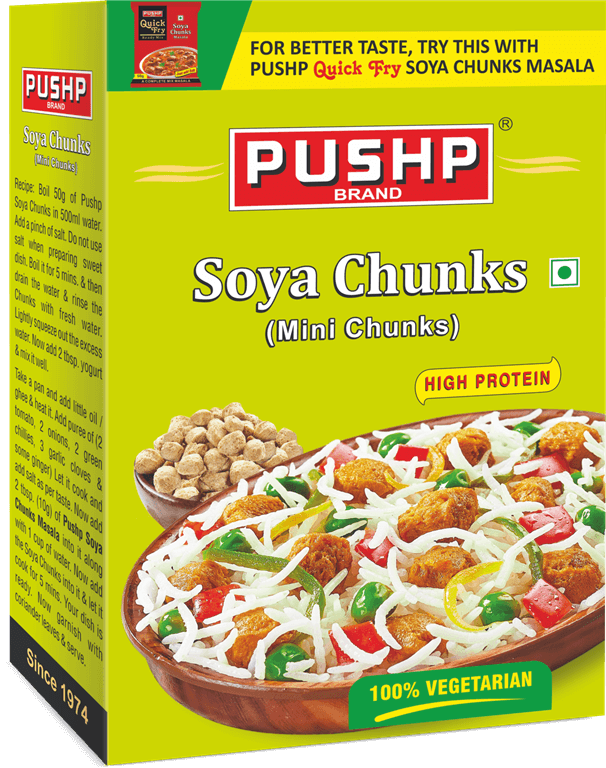 PUSHP
Quick
Fry
Ready Mix
Soya
Chunks
Masala
FOR BETTER TASTE, TRY THIS WITH
PUSHP Quick Fry SOYA CHUNKS MASALA
PUSHP®
BRAND
Soya Chunks
(Mini Chunks)
HIGH PROTEIN
100% VEGETARIAN
PUSHP
BRAND
Soya Chunks
(Mini Chunks)
Recipe: Boil 50g of Pushp
Soya Chunks in 500ml water.
Add a pinch of salt. Do not use
salt when preparing sweet
dish. Boil it for 5 mins. & then
drain the water & rinse the
Chunks with fresh water.
Lightly squeeze out the excess
water. Now add 2 tbsp. yogurt
& mix it well.
Take a pan and add little oil /
ghee & heat it. Add puree of (2
tomato, 2 onions, 2 green
chillies, 2 garlic cloves &
some ginger) Let it cook and
add salt as per taste. Now add
2 tbsp. (10g) of Pushp Soya
Chunks Masala into it along
with 1 cup of water. Now add
the Soya Chunks into it & let it
cook for 5 mins. Your dish is
ready. Now garnish with
coriander leaves & serve.
Since 1974